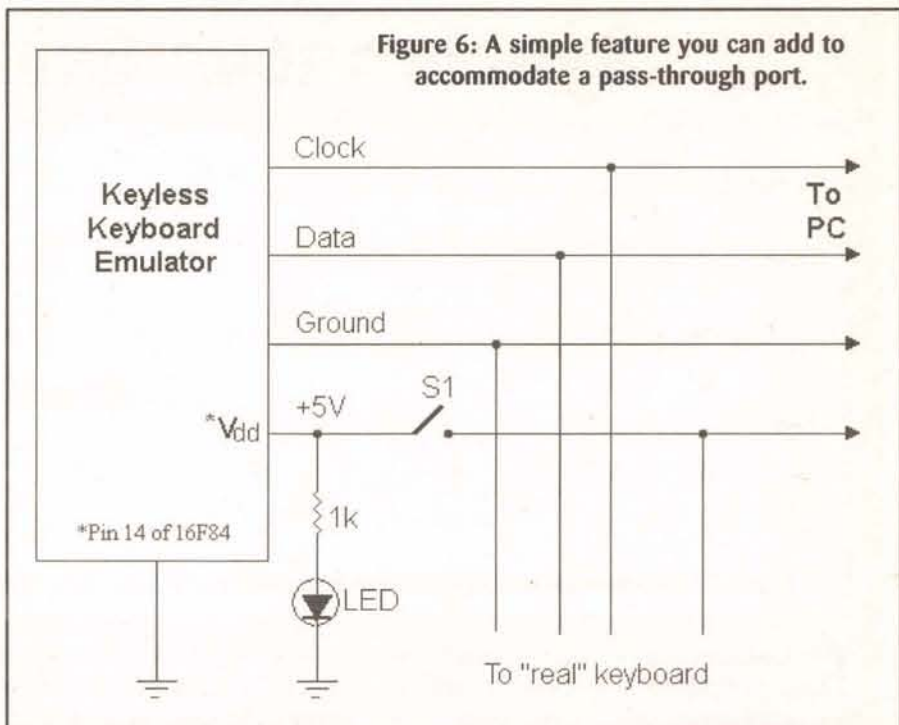 Figure 6: A simple feature you can add to
accommodate a pass-through port.
Clock
Keyless
Keyboard
Emulator
To
PC
Data
Ground
+5V
S1
*Vdd
1k
*Pin 14 of 16F84
LED
To "real" keyboard